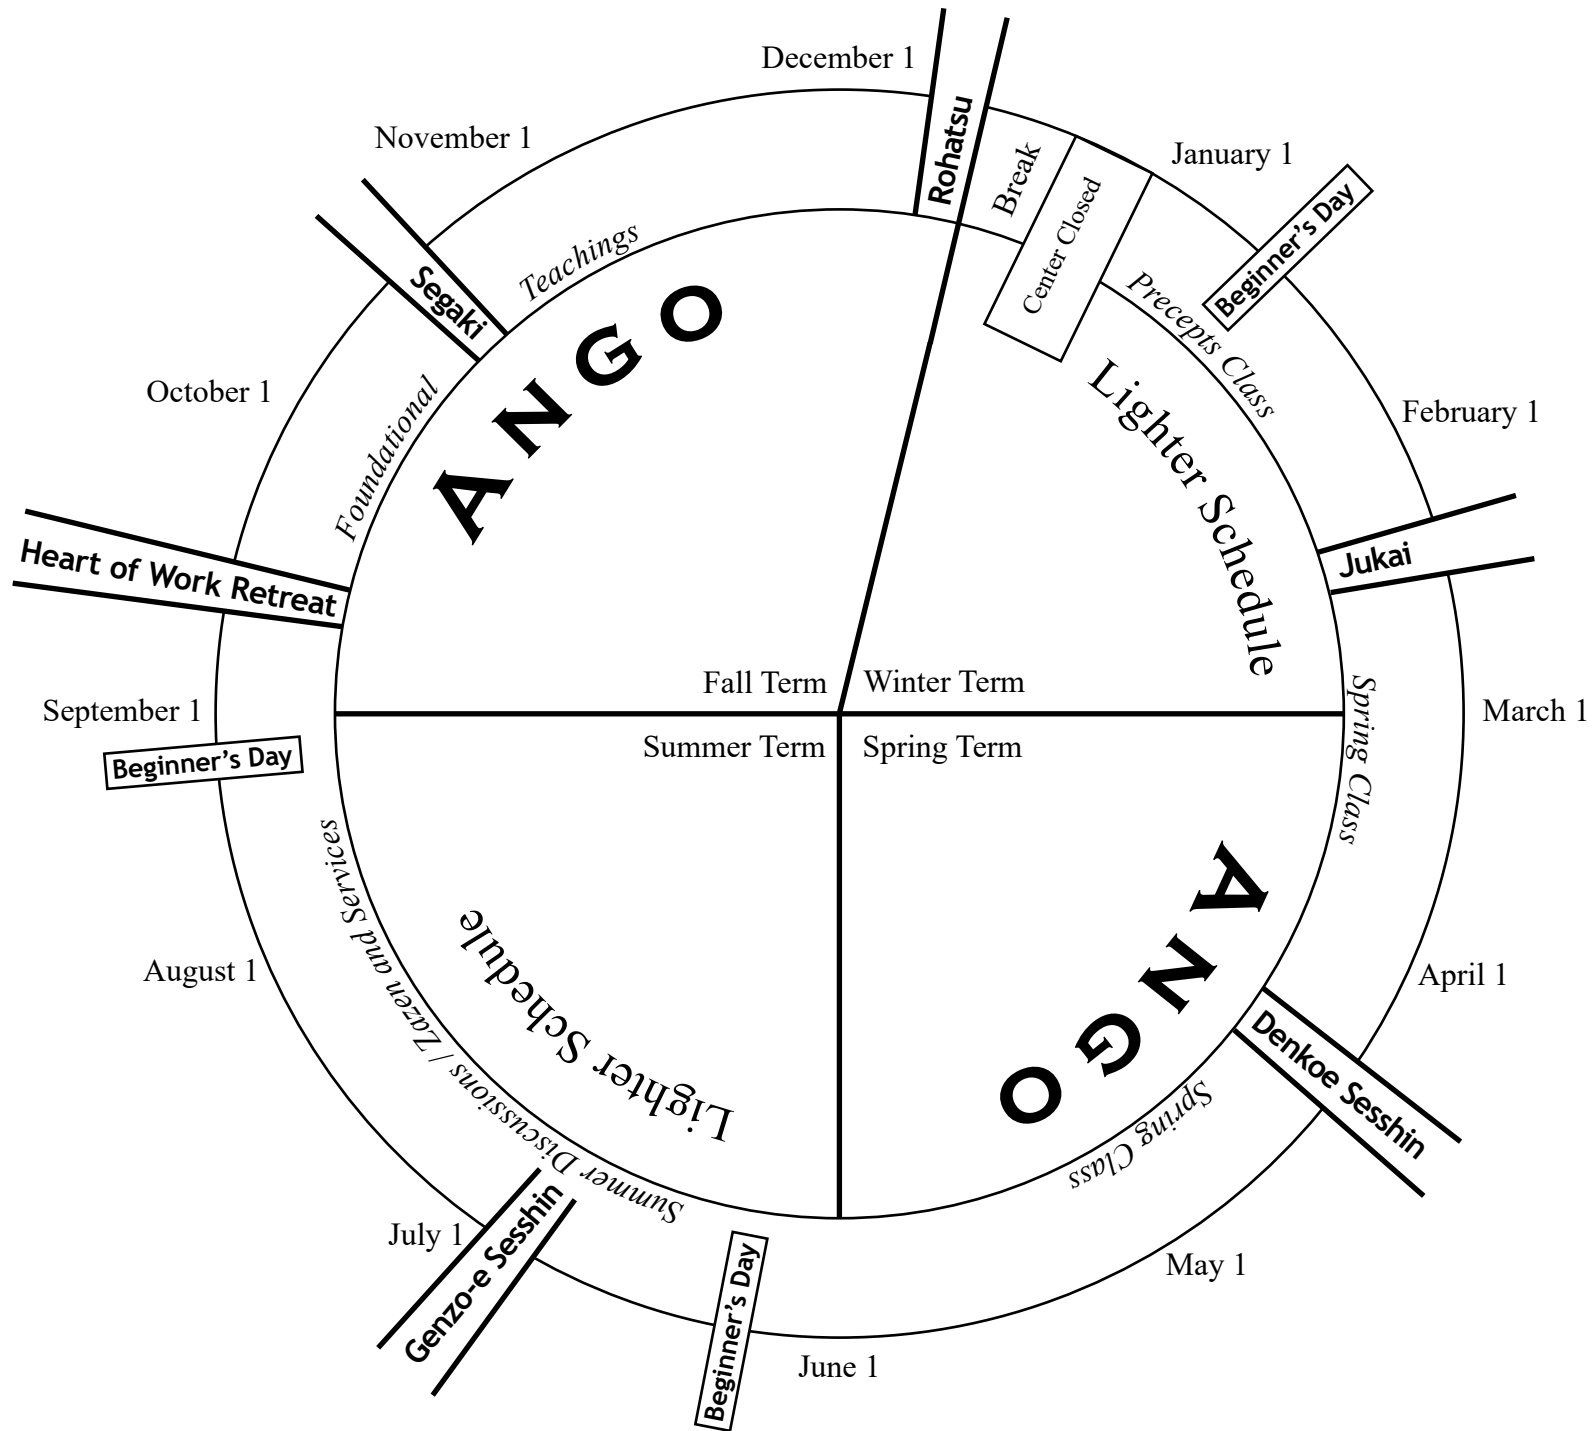 December 1
Rohatsu
Break
Center Closed
January 1
Beginner’s Day
Precepts Class
Lighter Schedule
February 1
Jukai
Winter Term
March 1
Spring Class
Spring Term
ANGO
April 1
Denkoe Sesshin
Spring Class
May 1
June 1
Beginner’s Day
Summer Term
Lighter Schedule
Summer Discussions / Zazen and Services
Genzo-e Sesshin
July 1
August 1
Beginner’s Day
September 1
Fall Term
Heart of Work Retreat
October 1
Foundational
Teachings
ANGO
Segaki
November 1